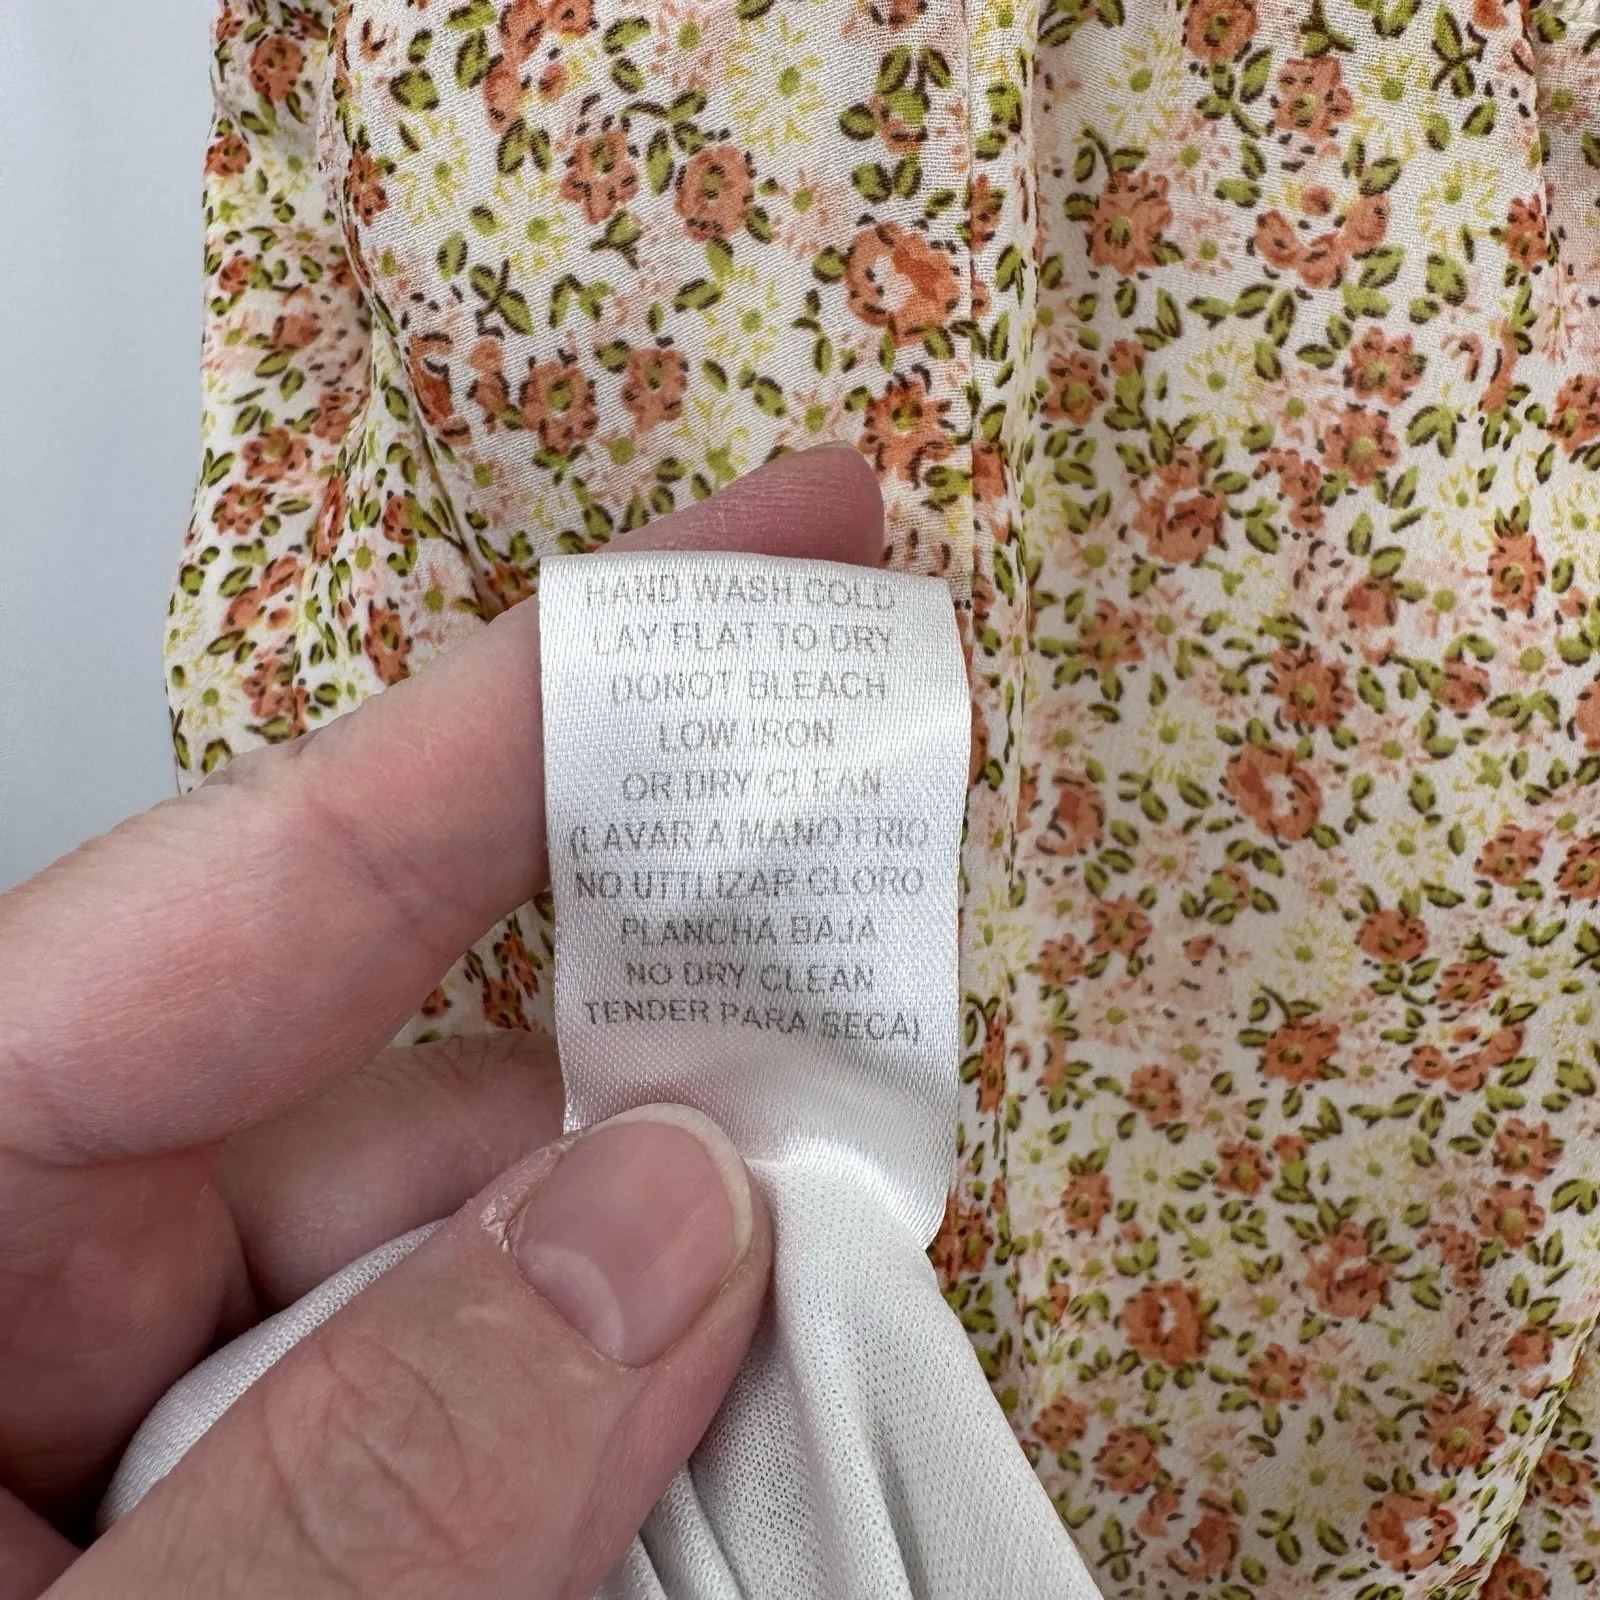 HAND WASH COLD
LAY FLAT TO DRY
DONOT BLEACH
LOW IRON
OR DRY CLEAN
(LAVAR A MANO FRIO
NO UTTLIZAR CLORO
PLANCHA BAJA
NO DRY CLEAN
TENDER PARA SECA)